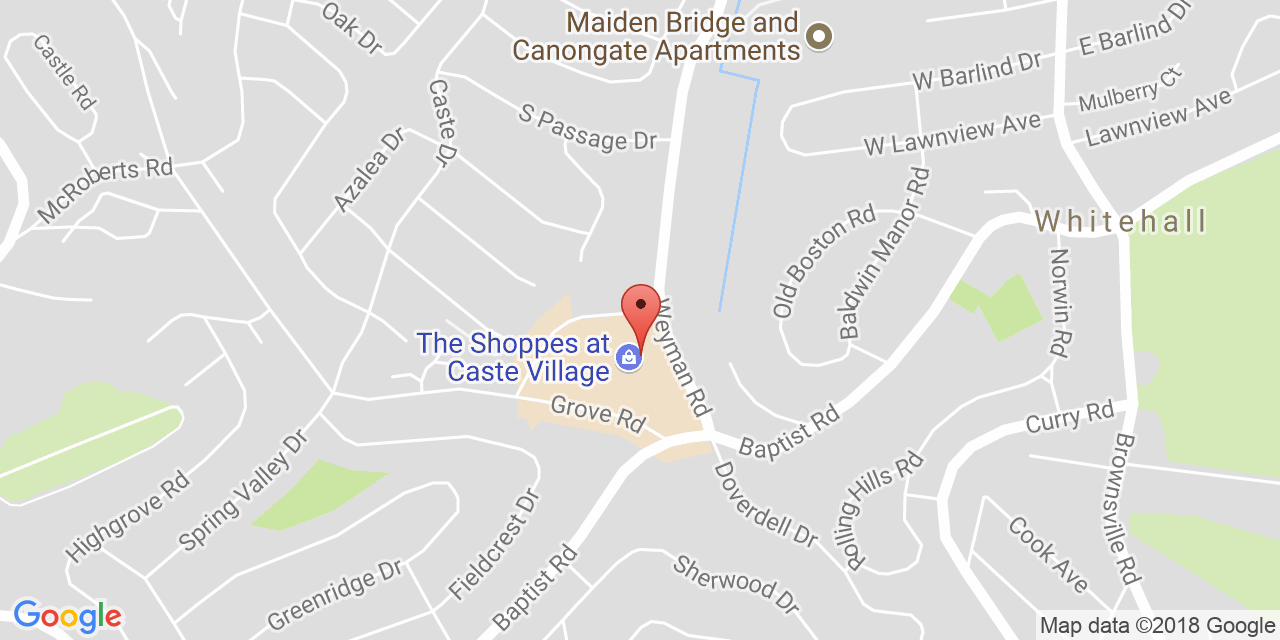 Oak Dr
Maiden Bridge and
Canongate Apartments
E Barlind Dr
Castle Rd
W Barlind Dr
Mulberry Ct
Caste Dr
S Passage Dr
W Lawnview Ave
Lawnview Ave
Azalea Dr
McRoberts Rd
Old Boston Rd
Baldwin Manor Rd
Whitehall
Norwin Rd
Weyman Rd
The Shoppes at
Caste Village
Grove Rd
Baptist Rd
Curry Rd
Brownsville Rd
Highgrove Rd
Spring Valley Dr
Fieldcrest Dr
Doverdell Dr
Rolling Hills Rd
Cook Ave
Greenridge Dr
Baptist Rd
Sherwood Dr
Google
Map data ©2018 Google